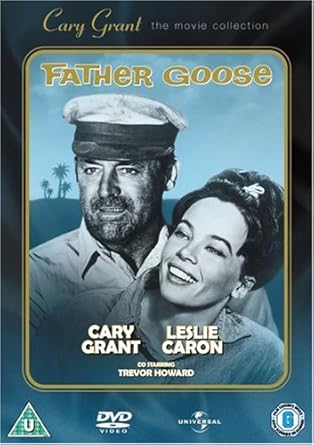 Cary Grant the movie collection
FATHER GOOSE
CARY GRANT
LESLIE CARON
CO STARRING
TREVOR HOWARD
U
DVD
VIDEO
UNIVERSAL
G